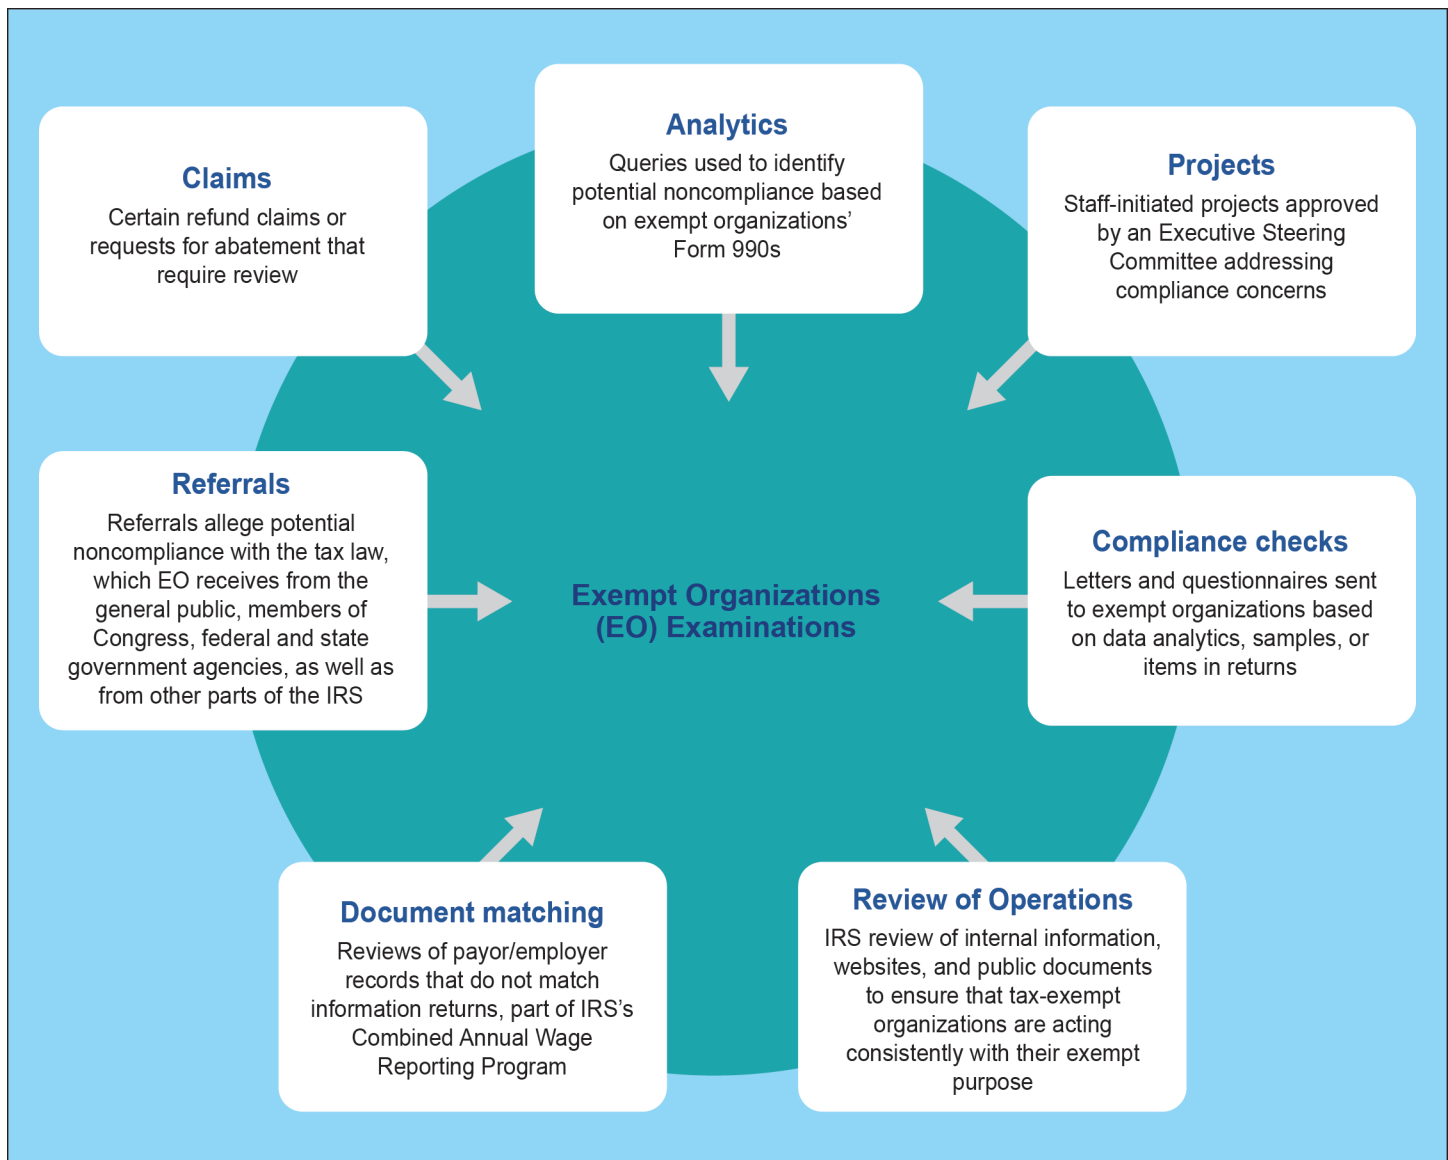 Analytics
Queries used to identify
potential noncompliance based
on exempt organizations’
Form 990s
Claims
Certain refund claims or
requests for abatement that
require review
Projects
Staff-initiated projects approved
by an Executive Steering
Committee addressing
compliance concerns
Referrals
Referrals allege potential
noncompliance with the tax law,
which EO receives from the
general public, members of
Congress, federal and state
government agencies, as well as
from other parts of the IRS
Exempt Organizations
(EO) Examinations
Compliance checks
Letters and questionnaires sent
to exempt organizations based
on data analytics, samples, or
items in returns
Document matching
Reviews of payor/employer
records that do not match
information returns, part of IRS’s
Combined Annual Wage
Reporting Program
Review of Operations
IRS review of internal information,
websites, and public documents
to ensure that tax-exempt
organizations are acting
consistently with their exempt
purpose